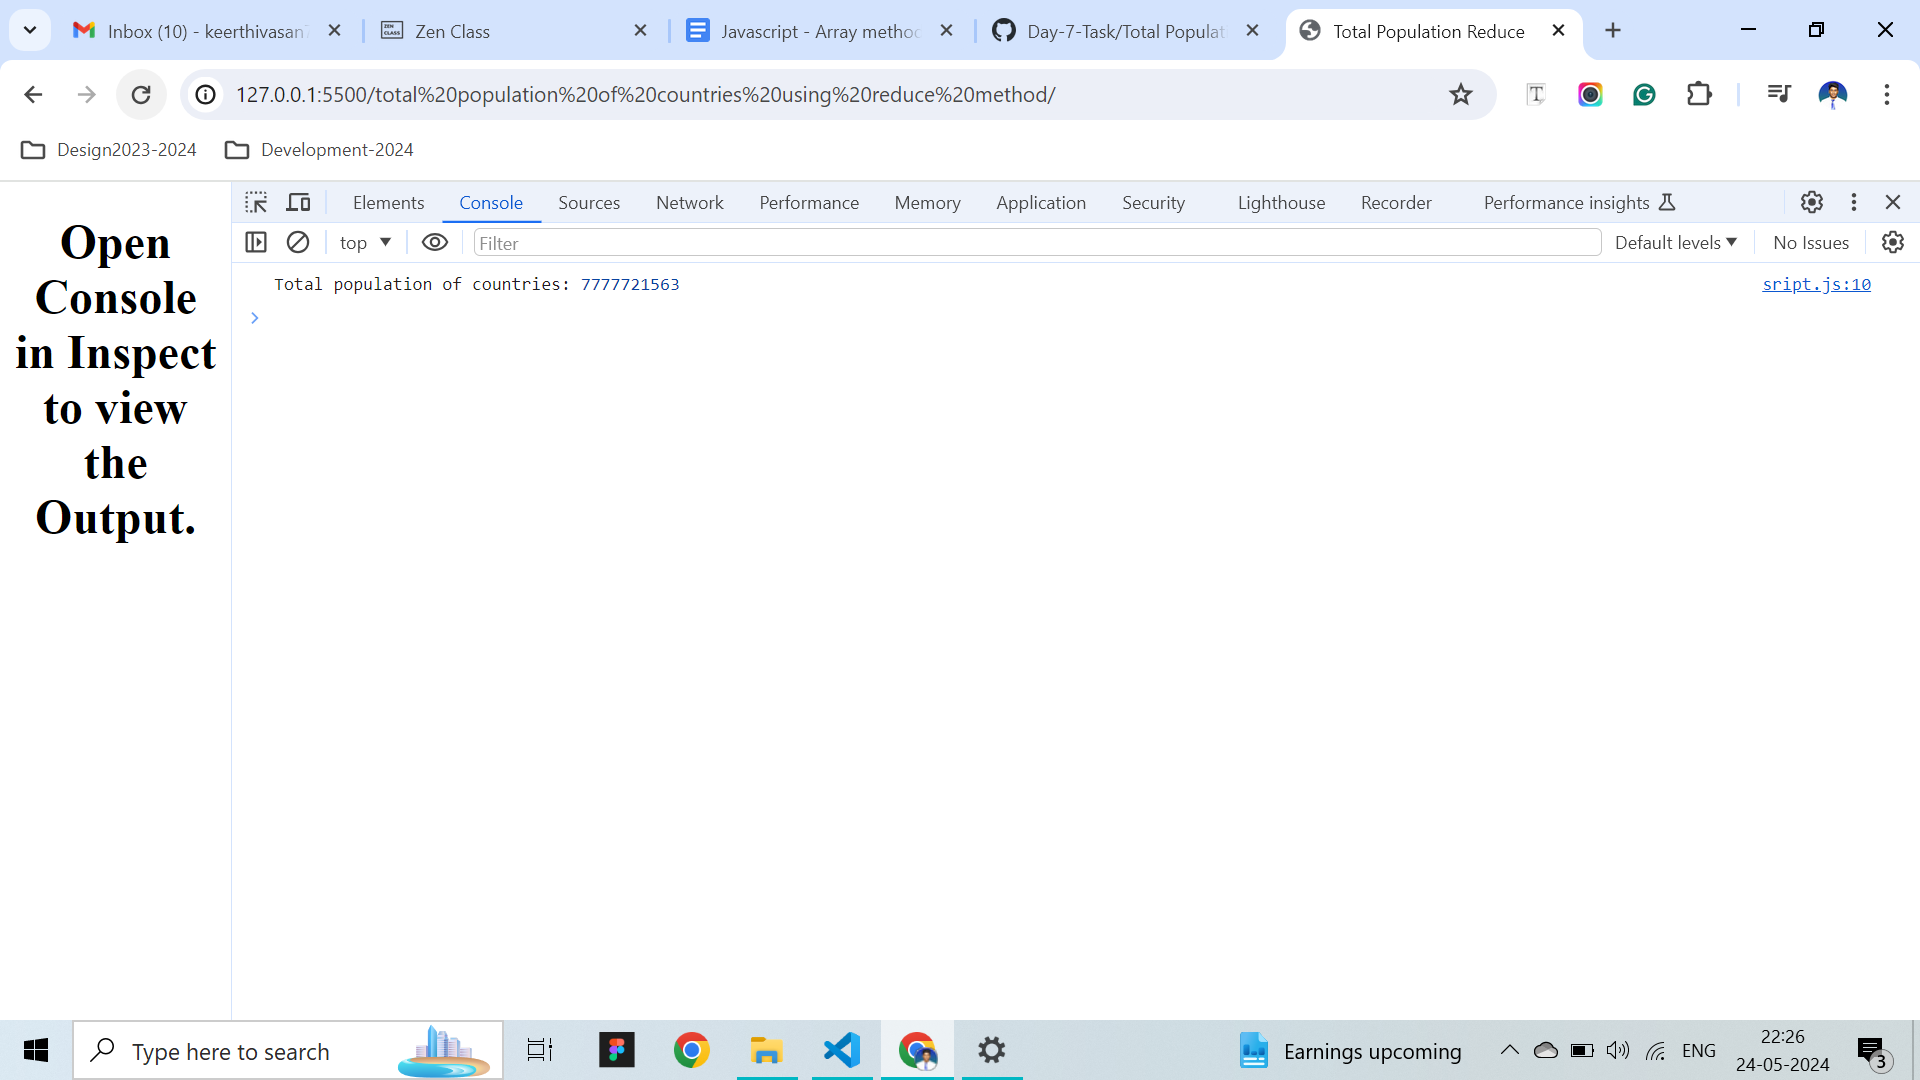 Inbox (10) - keerthivasan
Zen Class
Javascript - Array metho
Day-7-Task/Total Populat
Total Population Reduce
127.0.0.1:5500/total%20population%20of%20countries%20using%20reduce%20method/
Design2023-2024
Development-2024
Elements
Console
Sources
Network
Performance
Memory
Application
Security
Lighthouse
Recorder
Performance insights
top
Filter
Default levels
No Issues
Total population of countries: 7777721563
sript.js:10
Open
Console
in Inspect
to view
the
Output.
Type here to search
Earnings upcoming
ENG
22:26
24-05-2024
3